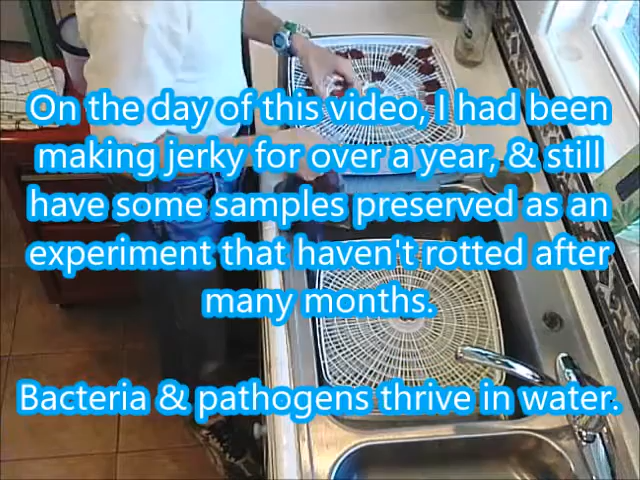 On the day of this video, I had been
making jerky for over a year, & still
have some samples preserved as an
experiment that haven't rotted after
many months.
Bacteria & pathogens thrive in water.